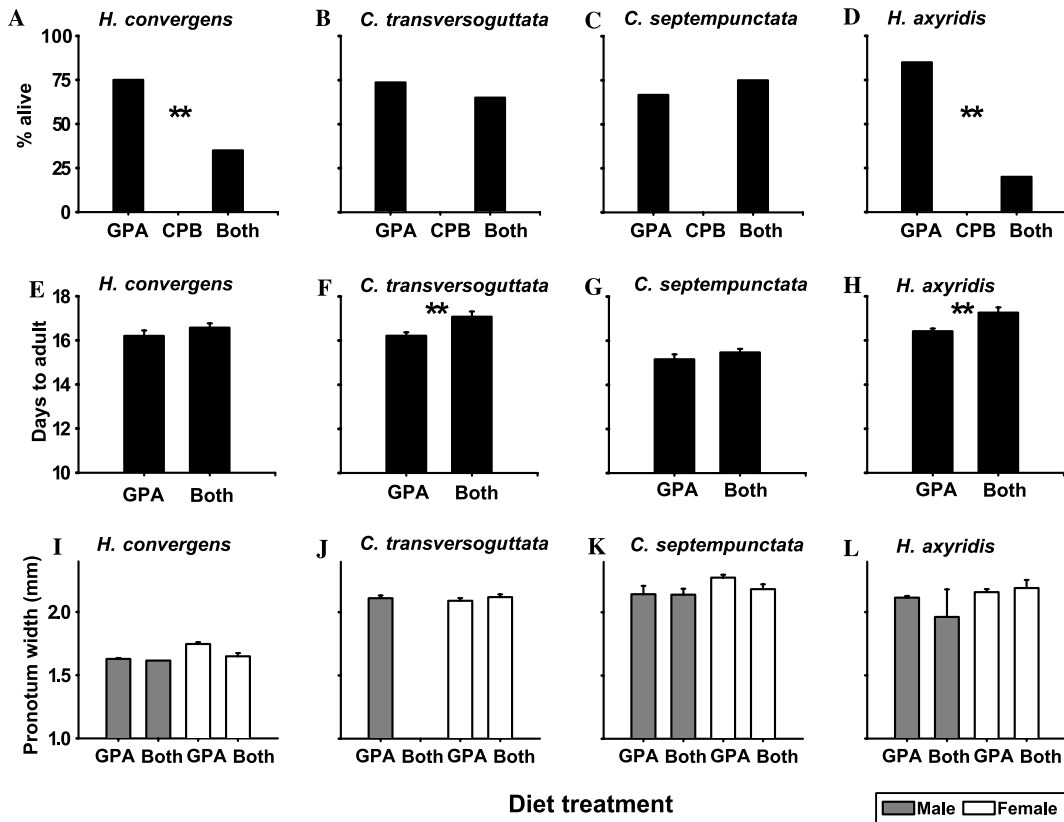 A H. convergens
B C. transversoguttata
C C. septempunctata
D H. axyridis
% alive
100
75
50
25
0
**
**
GPA CPB Both
GPA CPB Both
GPA CPB Both
GPA CPB Both
E H. convergens
F C. transversoguttata
G C. septempunctata
H H. axyridis
Days to adult
18
16
14
12
10
**
**
GPA Both
GPA Both
GPA Both
GPA Both
I H. convergens
J C. transversoguttata
K C. septempunctata
L H. axyridis
Pronotum width (mm)
2.0
1.5
1.0
GPA Both GPA Both
GPA Both GPA Both
GPA Both GPA Both
GPA Both GPA Both
Diet treatment
Male Female